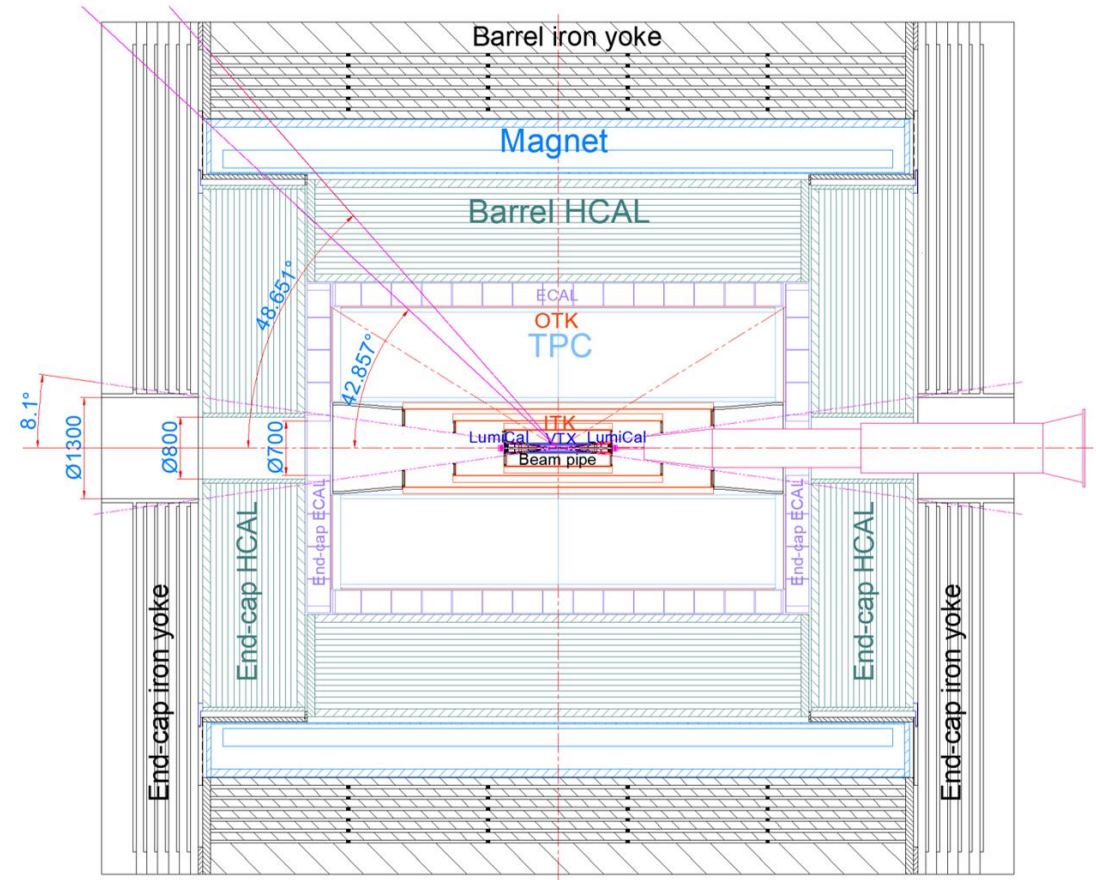 Barrel iron yoke
Magnet
Barrel HCAL
ECAL
OTK
TPC
48.651°
42.857°
8.1°
Ø1300
Ø800
Ø700
ITK
LumiCal
VTX
LumiCal
Beam pipe
End-cap ECAL
End-cap ECAL
End-cap HCAL
End-cap HCAL
End-cap iron yoke
End-cap iron yoke